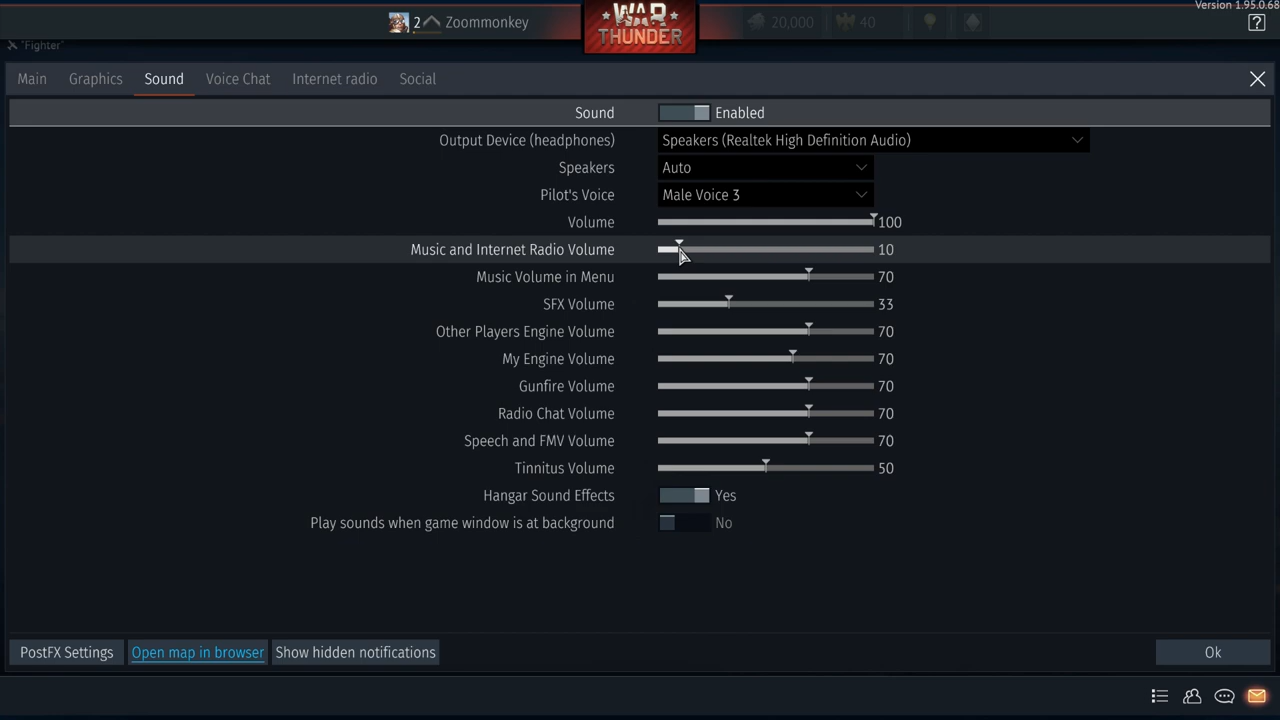 Version 1.95.0.68
2 Zoommonkey
WAR THUNDER
20,000 40
"Fighter"
Main Graphics Sound Voice Chat Internet radio Social
Sound Enabled
Output Device (headphones) Speakers (Realtek High Definition Audio)
Speakers Auto
Pilot's Voice Male Voice 3
Volume 100
Music and Internet Radio Volume 10
Music Volume in Menu 70
SFX Volume 33
Other Players Engine Volume 70
My Engine Volume 70
Gunfire Volume 70
Radio Chat Volume 70
Speech and FMV Volume 70
Tinnitus Volume 50
Hangar Sound Effects Yes
Play sounds when game window is at background No
PostFX Settings Open map in browser Show hidden notifications Ok